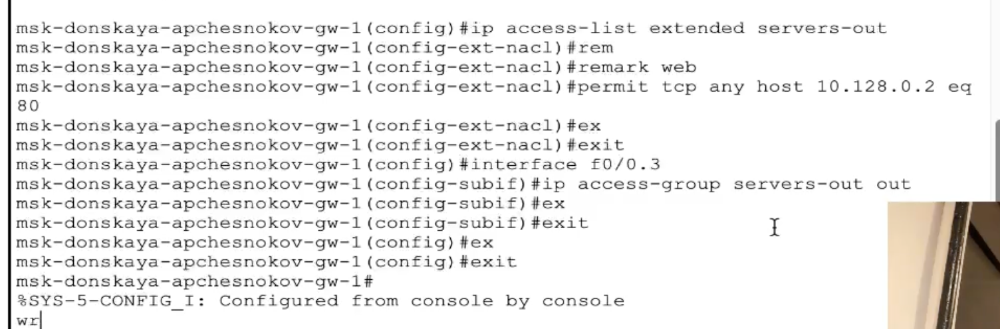 msk-donskaya-apchesnokov-gw-1(config)#ip access-list extended servers-out
msk-donskaya-apchesnokov-gw-1(config-ext-nacl)#rem
msk-donskaya-apchesnokov-gw-1(config-ext-nacl)#remark web
msk-donskaya-apchesnokov-gw-1(config-ext-nacl)#permit tcp any host 10.128.0.2 eq
80
msk-donskaya-apchesnokov-gw-1(config-ext-nacl)#ex
msk-donskaya-apchesnokov-gw-1(config-ext-nacl)#exit
msk-donskaya-apchesnokov-gw-1(config)#interface f0/0.3
msk-donskaya-apchesnokov-gw-1(config-subif)#ip access-group servers-out out
msk-donskaya-apchesnokov-gw-1(config-subif)#ex
msk-donskaya-apchesnokov-gw-1(config-subif)#exit
msk-donskaya-apchesnokov-gw-1(config)#ex
msk-donskaya-apchesnokov-gw-1(config)#exit
msk-donskaya-apchesnokov-gw-1#
%SYS-5-CONFIG_I: Configured from console by console
wr